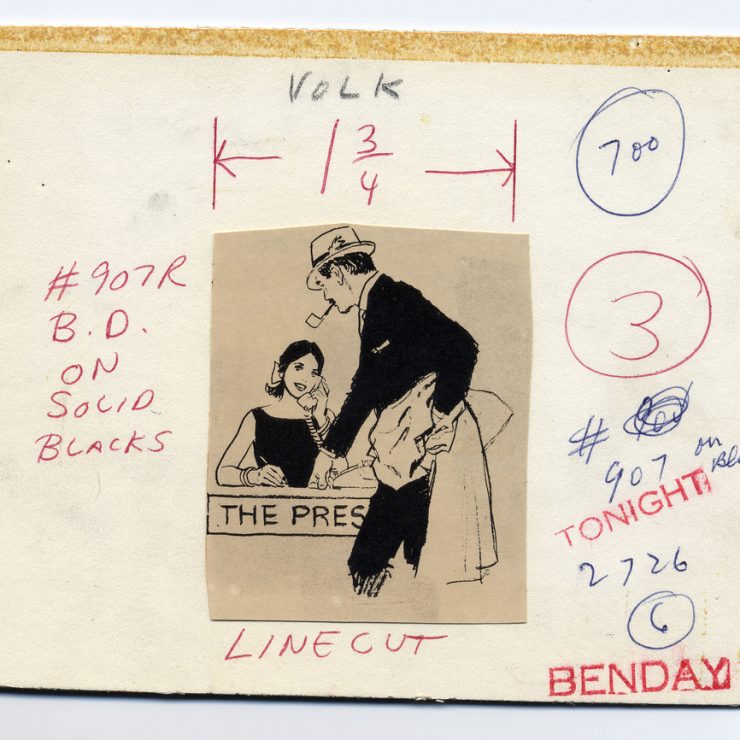 VOLK
1 3/4
700
#907R
B.D.
ON
SOLID
BLACKS
3
#
907 on
TONIGHT
2726
6
THE PRES
LINECUT
BENDAY